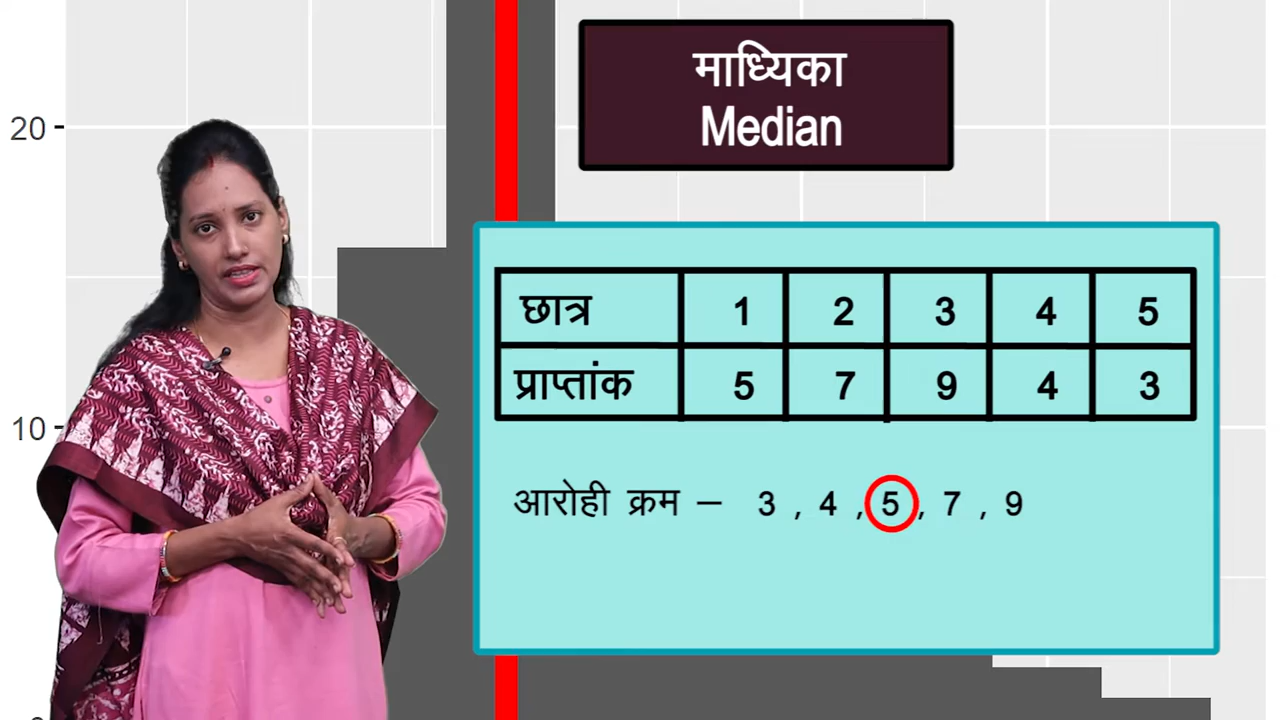 माध्यिका
Median
20
10
छात्र 1 2 3 4 5
प्राप्तांक 5 7 9 4 3
आरोही क्रम – 3 , 4 , 5 , 7 , 9